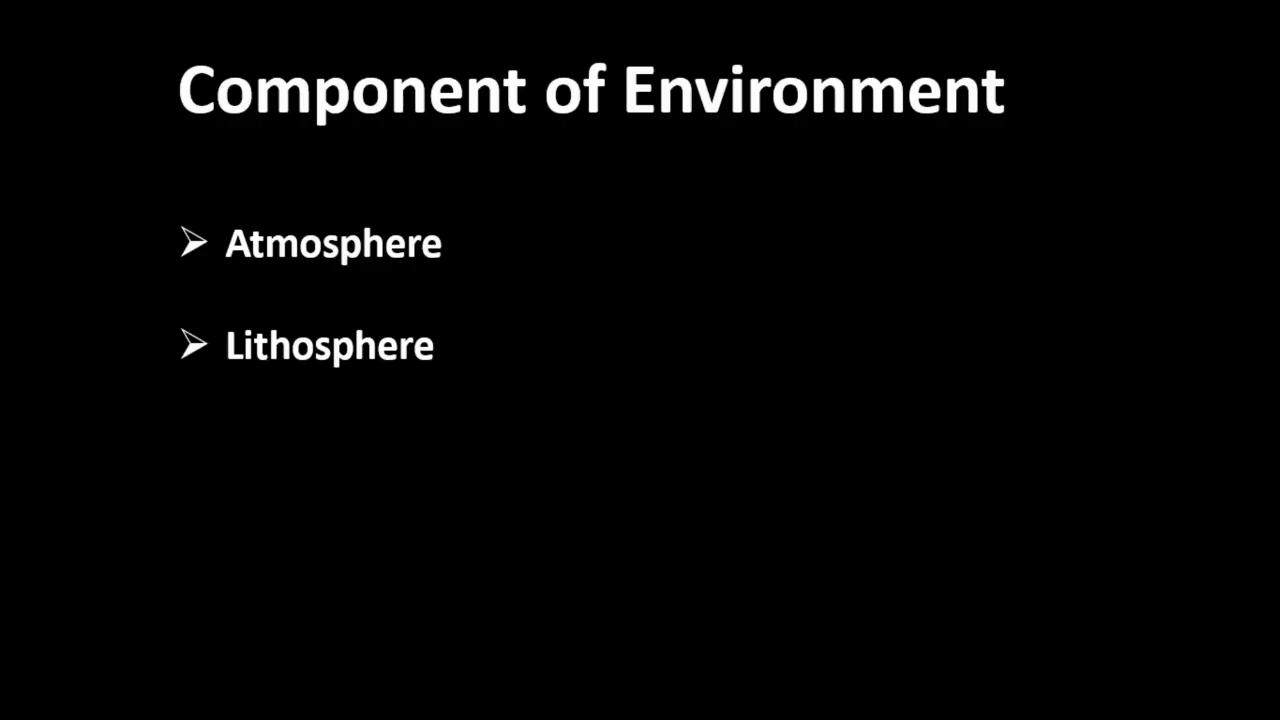 Component of Environment
➢ Atmosphere
➢ Lithosphere